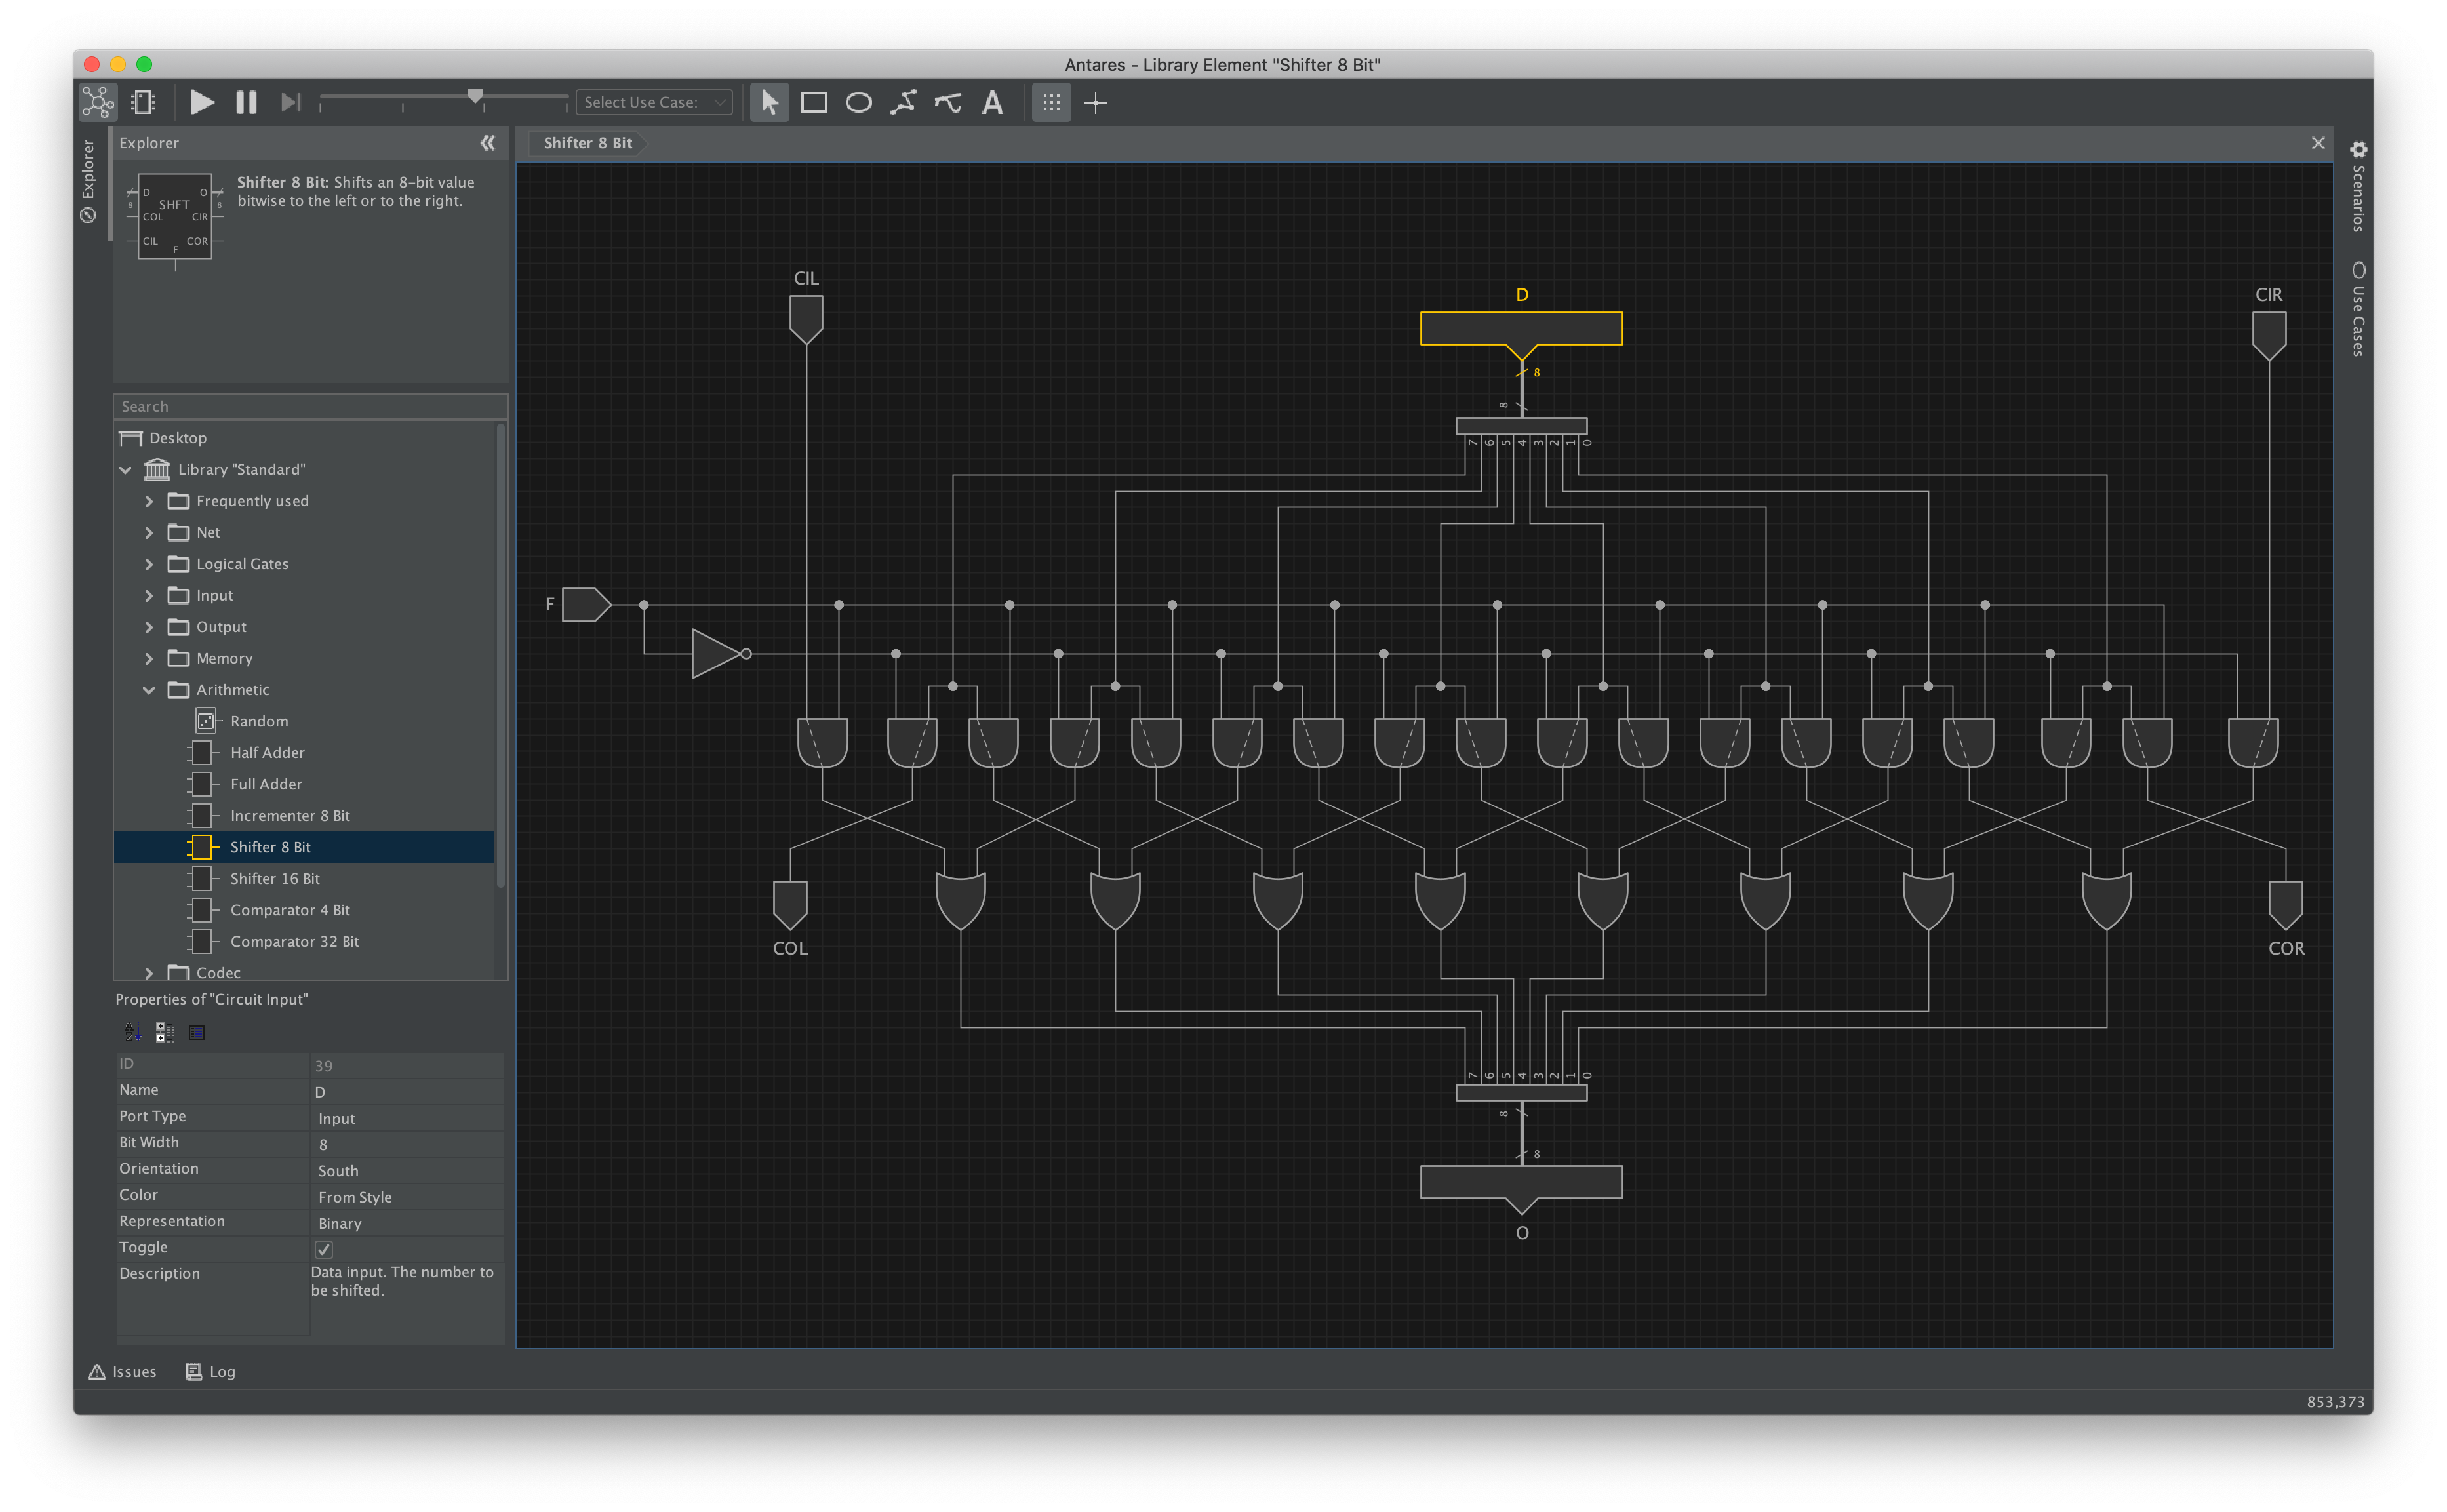 Antares - Library Element "Shifter 8 Bit"
Select Use Case:
Explorer
Explorer
D
O
8
SHFT
8
COL
CIR
CIL
COR
F
Shifter 8 Bit: Shifts an 8-bit value
bitwise to the left or to the right.
Search
Desktop
Library "Standard"
Frequently used
Net
Logical Gates
Input
Output
Memory
Arithmetic
Random
Half Adder
Full Adder
Incrementer 8 Bit
Shifter 8 Bit
Shifter 16 Bit
Comparator 4 Bit
Comparator 32 Bit
Codec
Properties of "Circuit Input"
ID
39
Name
D
Port Type
Input
Bit Width
8
Orientation
South
Color
From Style
Representation
Binary
Toggle
Description
Data input. The number to
be shifted.
Issues
Log
Shifter 8 Bit
CIL
D
CIR
8
8
7 6 5 4 3 2 1 0
F
COL
COR
7 6 5 4 3 2 1 0
8
8
O
Scenarios
Use Cases
853,373